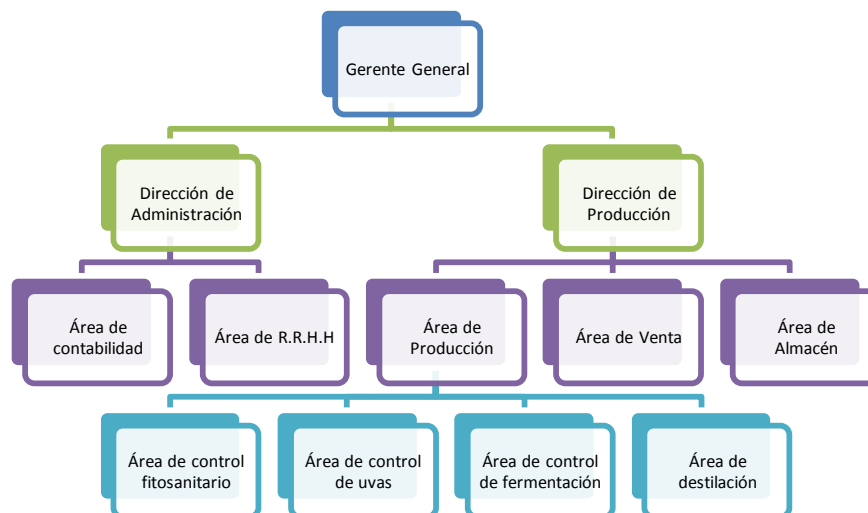 Gerente General
Dirección de
Administración
Dirección de
Producción
Área de
contabilidad
Área de R.R.H.H
Área de
Producción
Área de Venta
Área de
Almacén
Área de control
fitosanitario
Área de control
de uvas
Área de control
de fermentación
Área de
destilación